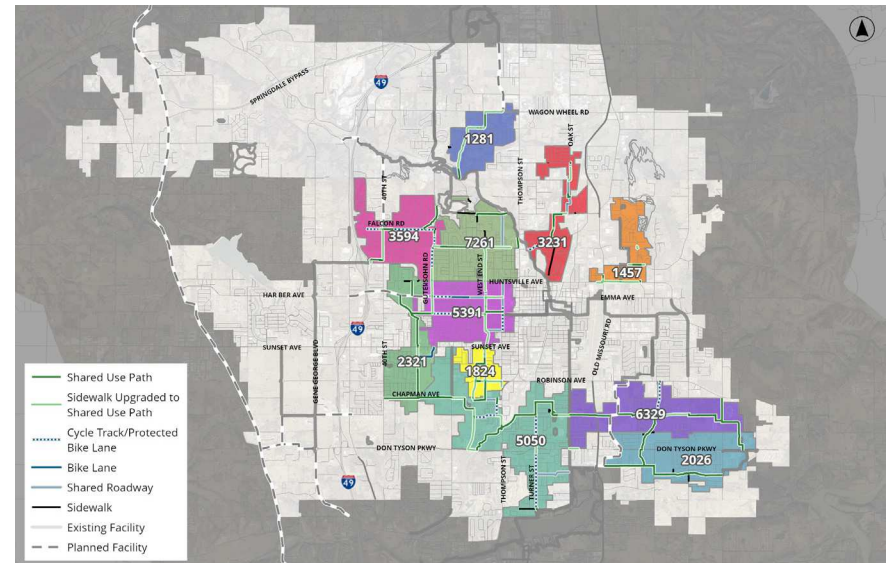 SPRINGDALE BYPASS
49
WAGON WHEEL RD
OAK ST
1281
THOMPSON ST
40TH ST
FALCON RD
3594
7261
3231
GUTENSOHN RD
WEST END ST
1457
HUNTSVILLE AVE
HAR BER AVE
EMMA AVE
5391
49
OLD MISSOURI RD
SUNSET AVE
SUNSET AVE
40TH ST
2321
1824
GENE GEORGE BLVD
ROBINSON AVE
CHAPMAN AVE
6329
5050
DON TYSON PKWY
DON TYSON PKWY
2026
THOMPSON ST
TURNER ST
49
Shared Use Path
Sidewalk Upgraded to
Shared Use Path
Cycle Track/Protected
Bike Lane
Bike Lane
Shared Roadway
Sidewalk
Existing Facility
Planned Facility